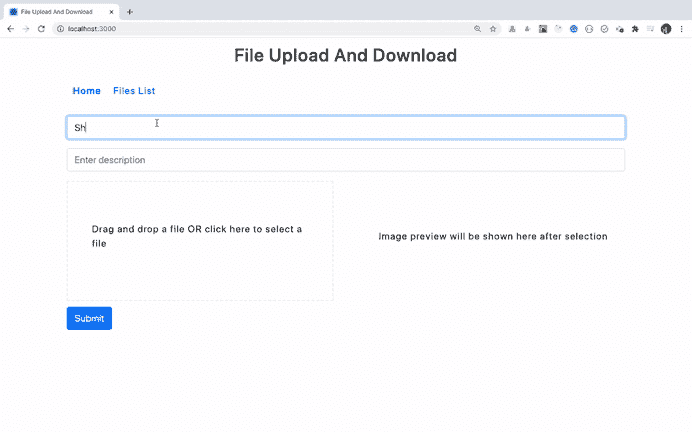 File Upload And Download
localhost:3000
File Upload And Download
Home Files List
Sh
Enter description
Drag and drop a file OR click here to select a
file
Image preview will be shown here after selection
Submit